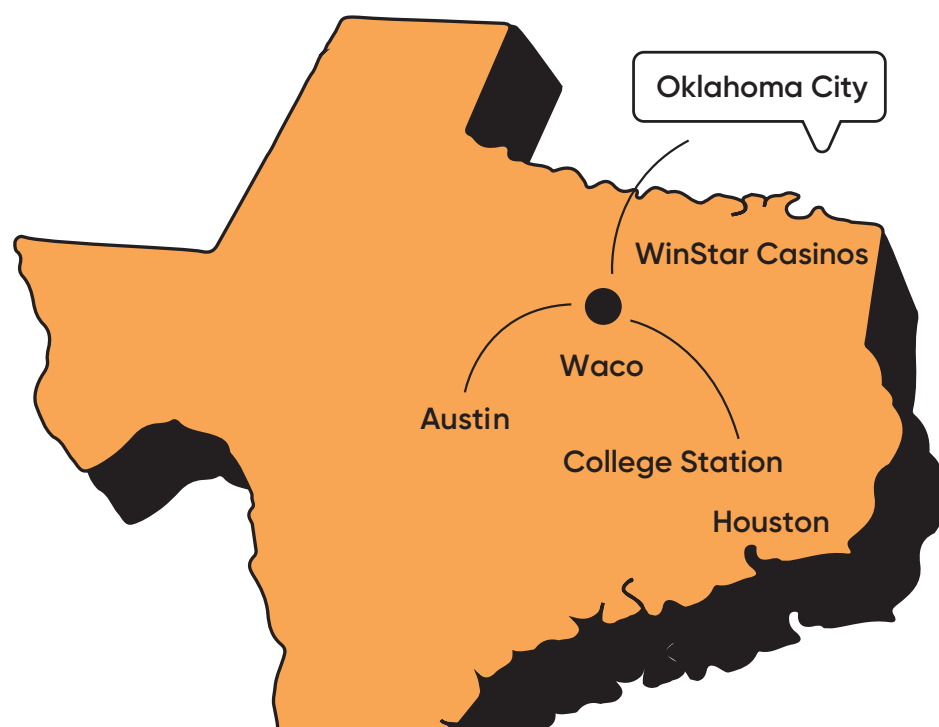 Oklahoma City
WinStar Casinos
Waco
Austin
College Station
Houston